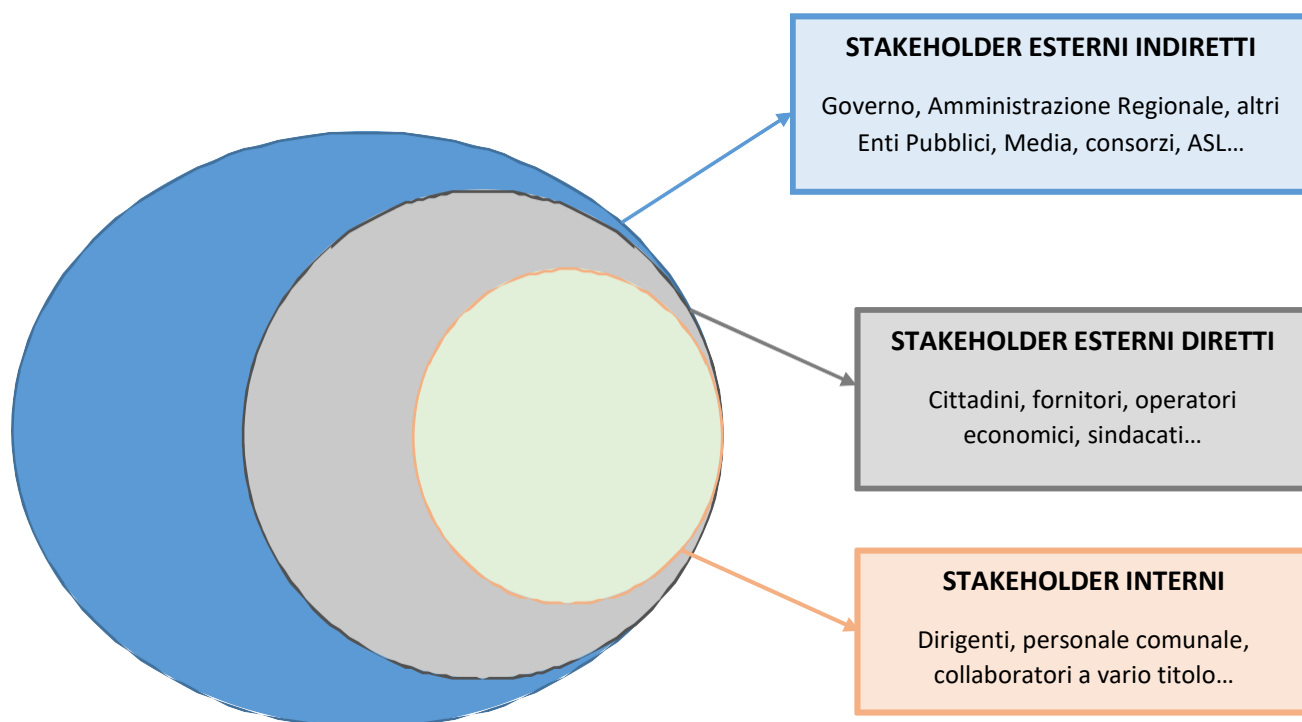 STAKEHOLDER ESTERNI INDIRETTI
Governo, Amministrazione Regionale, altri
Enti Pubblici, Media, consorzi, ASL…
STAKEHOLDER ESTERNI DIRETTI
Cittadini, fornitori, operatori
economici, sindacati…
STAKEHOLDER INTERNI
Dirigenti, personale comunale,
collaboratori a vario titolo…